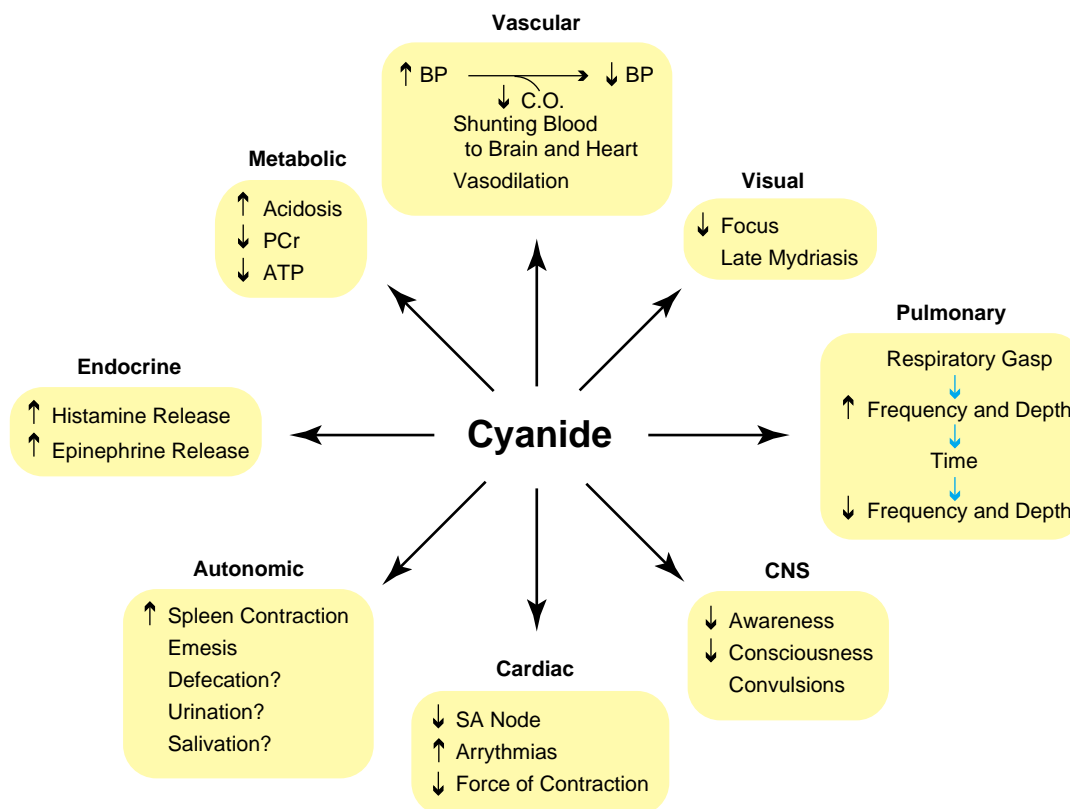 Vascular
↑ BP → ↓ BP
↓ C.O.
Shunting Blood
to Brain and Heart
Vasodilation
Metabolic
↑ Acidosis
↓ PCr
↓ ATP
Visual
↓ Focus
Late Mydriasis
Pulmonary
Respiratory Gasp
↓
↑ Frequency and Depth
↓
Time
↓
↓ Frequency and Depth
Endocrine
↑ Histamine Release
↑ Epinephrine Release
Cyanide
Autonomic
↑ Spleen Contraction
Emesis
Defecation?
Urination?
Salivation?
Cardiac
↓ SA Node
↑ Arrythmias
↓ Force of Contraction
CNS
↓ Awareness
↓ Consciousness
Convulsions